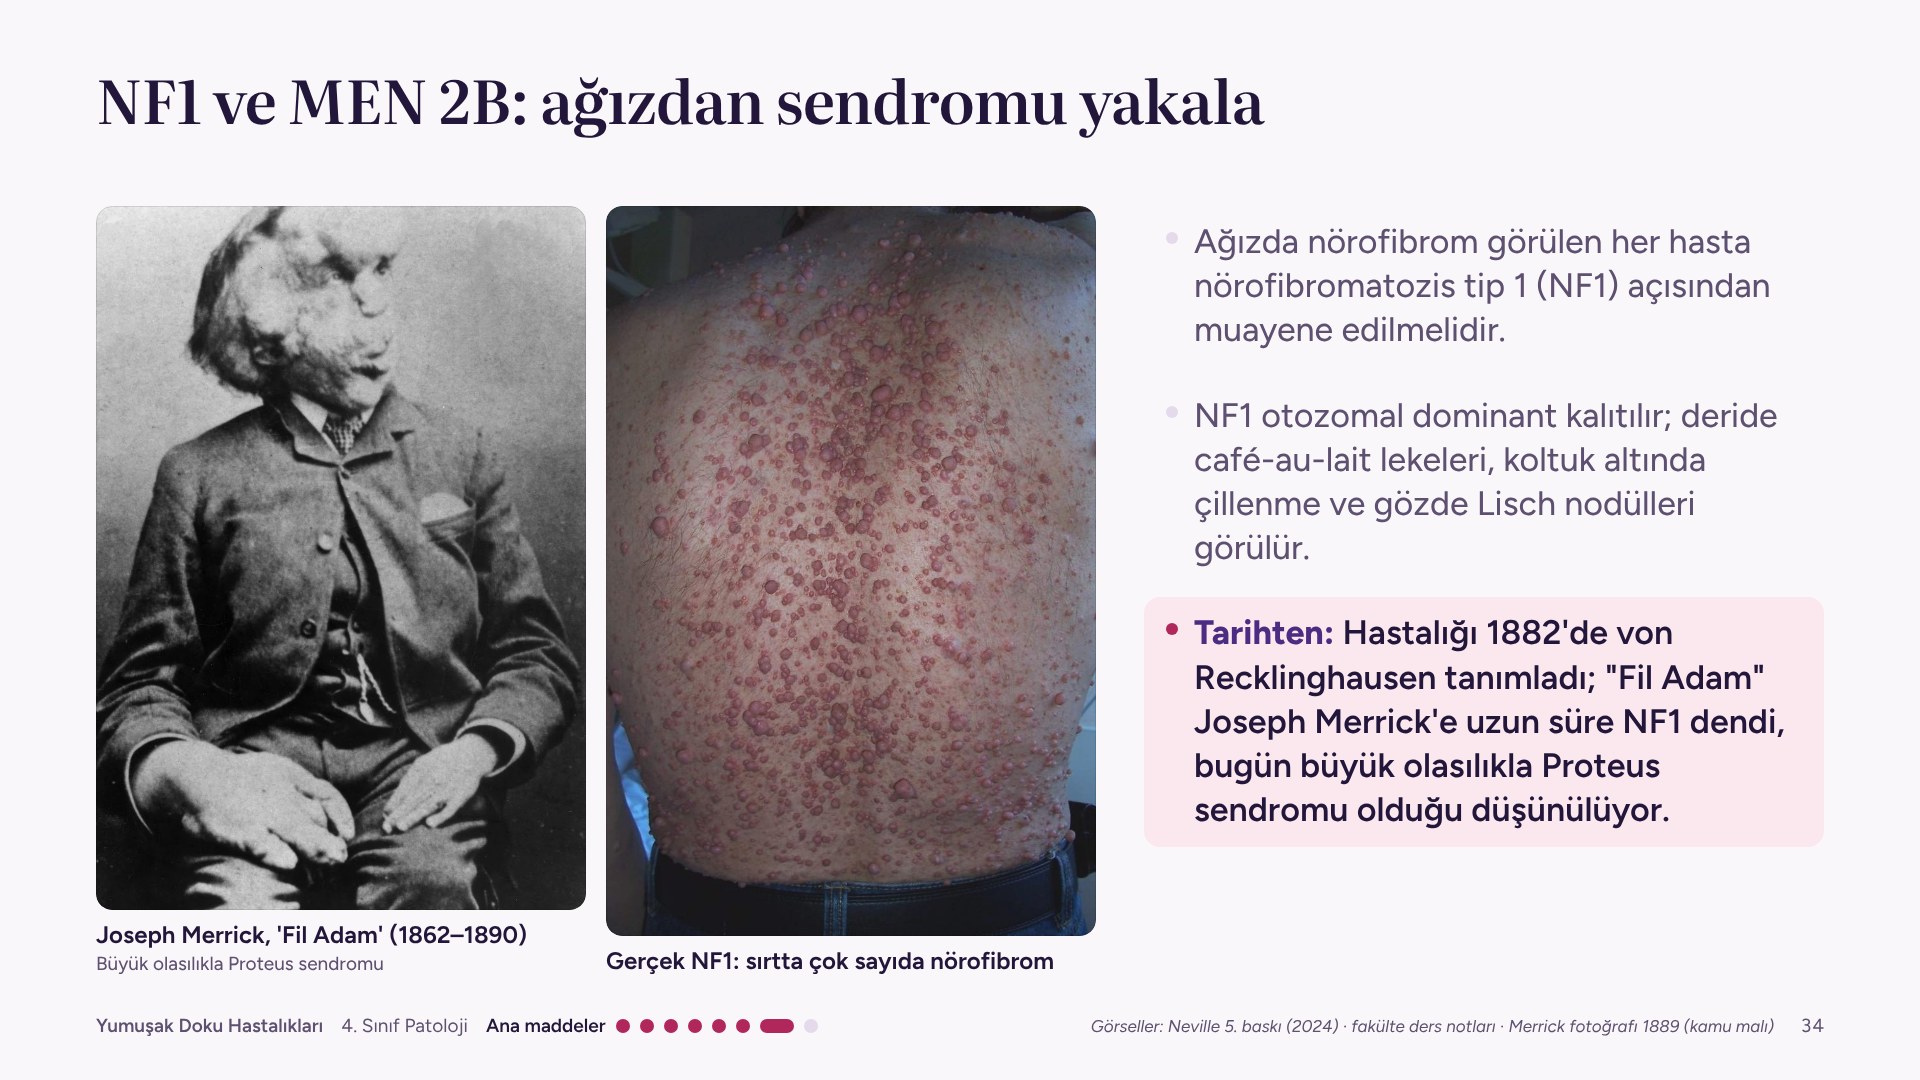 NF1 ve MEN 2B: ağızdan sendromu yakala
Joseph Merrick, 'Fil Adam' (1862–1890)
Büyük olasılıkla Proteus sendromu
Gerçek NF1: sırtta çok sayıda nörofibrom
Ağızda nörofibrom görülen her hasta
nörofibromatozis tip 1 (NF1) açısından
muayene edilmelidir.
NF1 otozomal dominant kalıtılır; deride
café-au-lait lekeleri, koltuk altında
çillenme ve gözde Lisch nodülleri
görülür.
Tarihten: Hastalığı 1882'de von
Recklinghausen tanımladı; "Fil Adam"
Joseph Merrick'e uzun süre NF1 dendi,
bugün büyük olasılıkla Proteus
sendromu olduğu düşünülüyor.
Yumuşak Doku Hastalıkları 4. Sınıf Patoloji Ana maddeler
Görseller: Neville 5. baskı (2024) · fakülte ders notları · Merrick fotoğrafı 1889 (kamu malı) 34